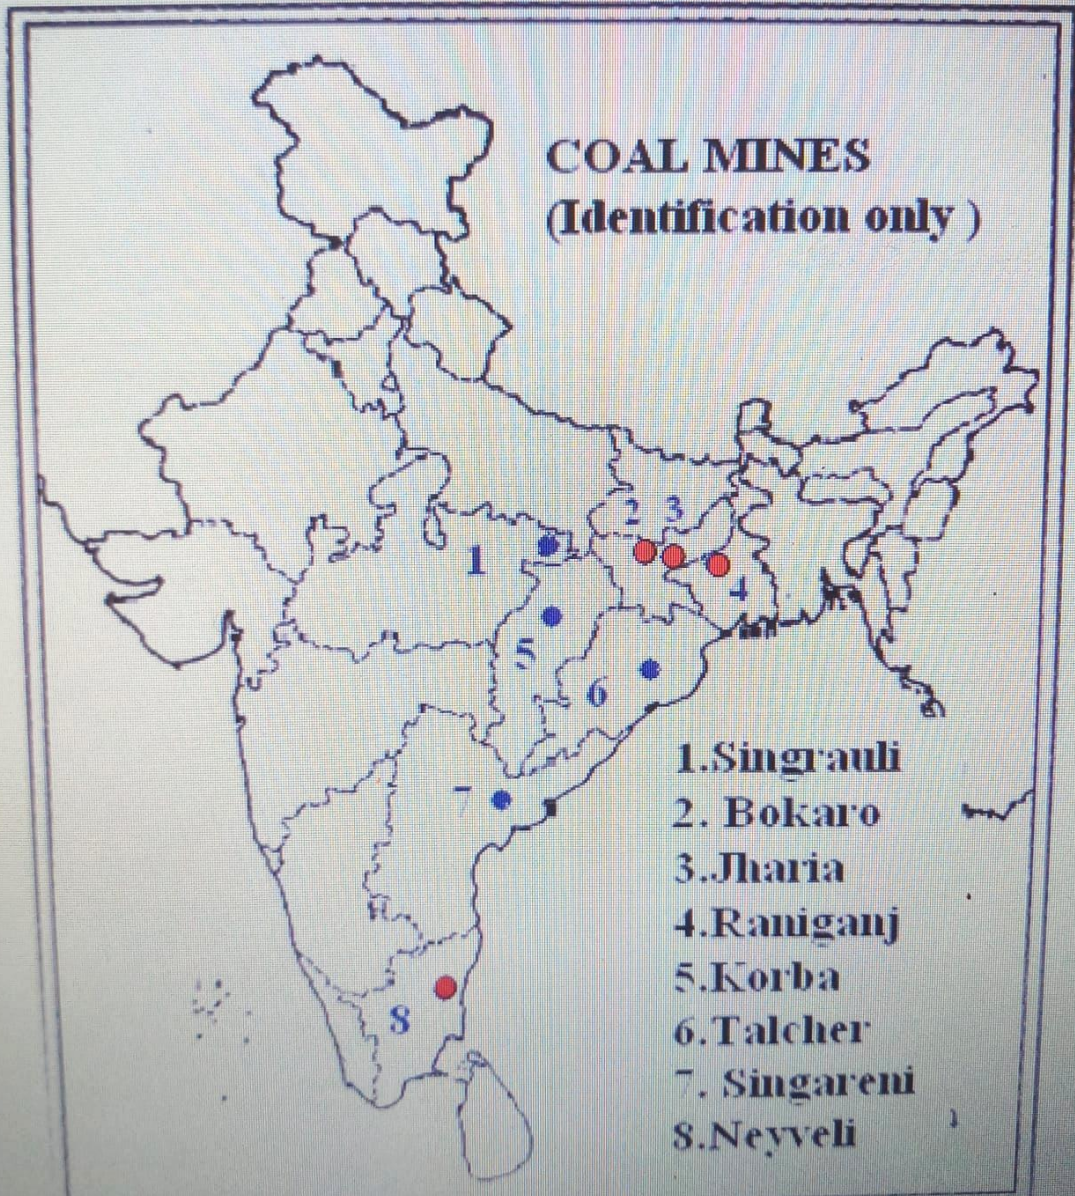 COAL MINES
(Identification only )
2 3
1
4
5
6
7
8
1.Singrauli
2. Bokaro
3.Jharia
4.Raniganj
5.Korba
6.Talcher
7. Singareni
8.Neyveli